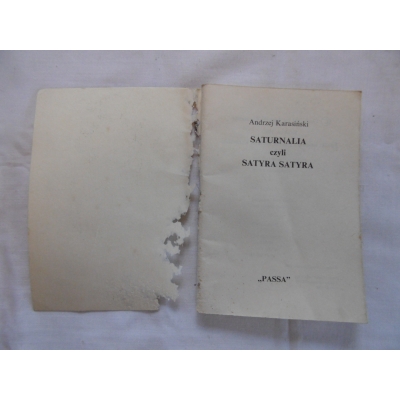 Andrzej Karasiński
SATURNALIA
czyli
SATYRA SATYRA
„PASSA”